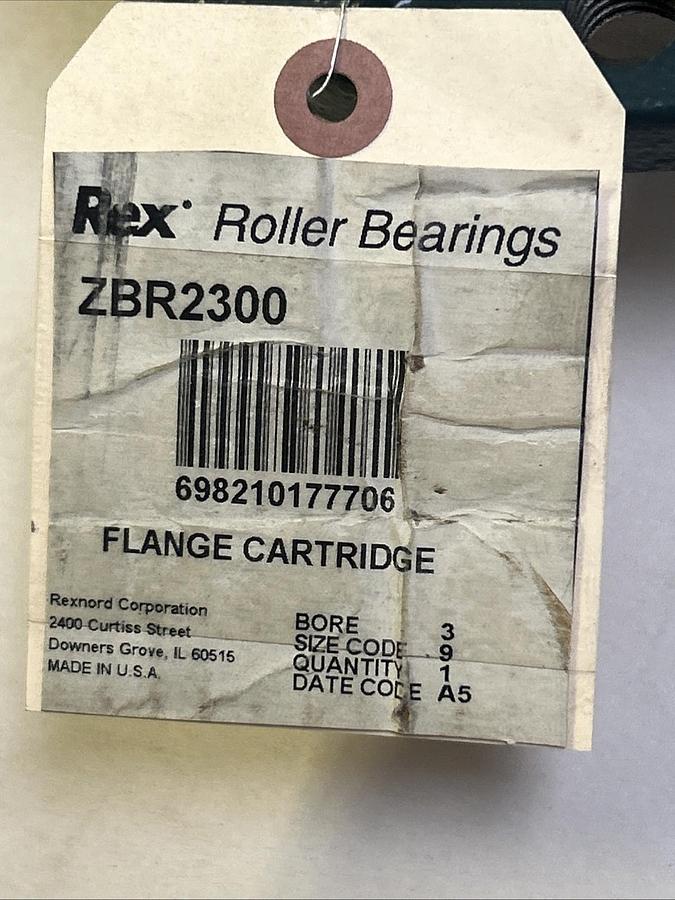 Rex® Roller Bearings
ZBR2300
698210177706
FLANGE CARTRIDGE
Rexnord Corporation
2400 Curtiss Street
Downers Grove, IL 60515
MADE IN U.S.A.
BORE 3
SIZE CODE 9
QUANTITY 1
DATE CODE A5